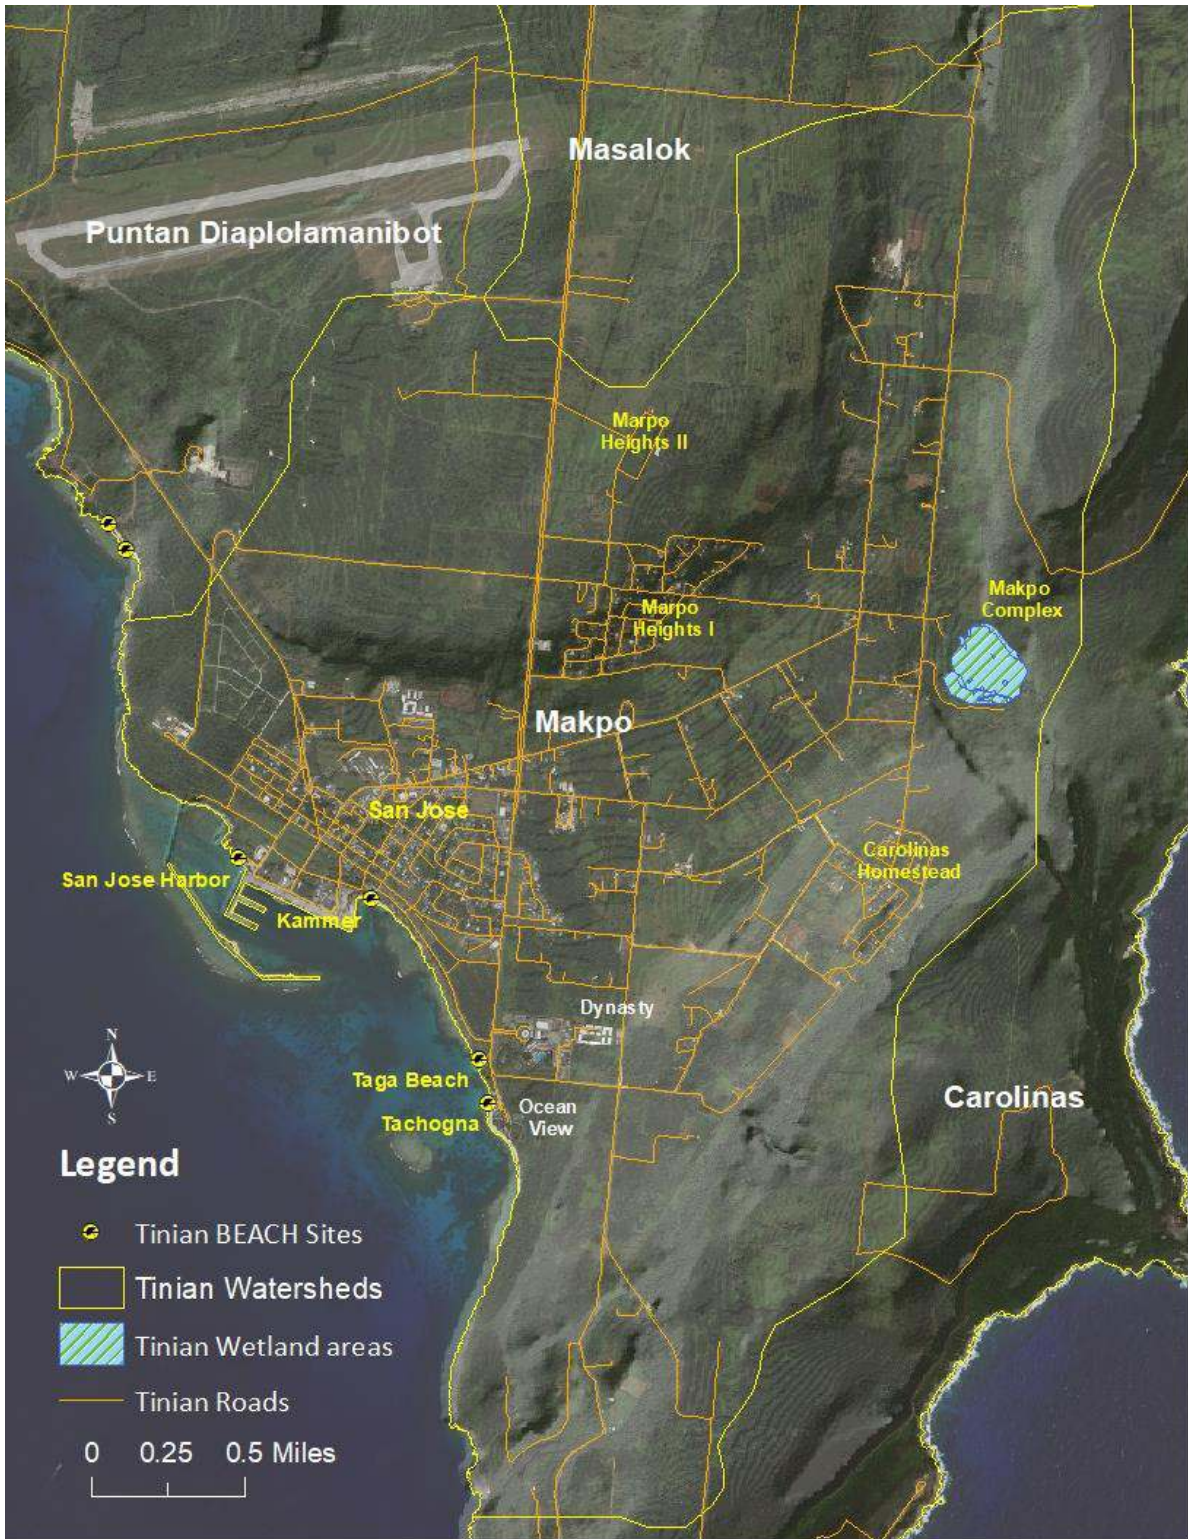 Masalok
Puntan Diaplolamanibot
Marpo
Heights II
Makpo
Complex
Marpo
Heights I
Makpo
San Jose
Carolinas
Homestead
San Jose Harbor
Kammer
Dynasty
N
W
E
S
Taga Beach
Carolinas
Ocean
View
Tachogna
Legend
Tinian BEACH Sites
Tinian Watersheds
Tinian Wetland areas
Tinian Roads
0 0.25 0.5 Miles